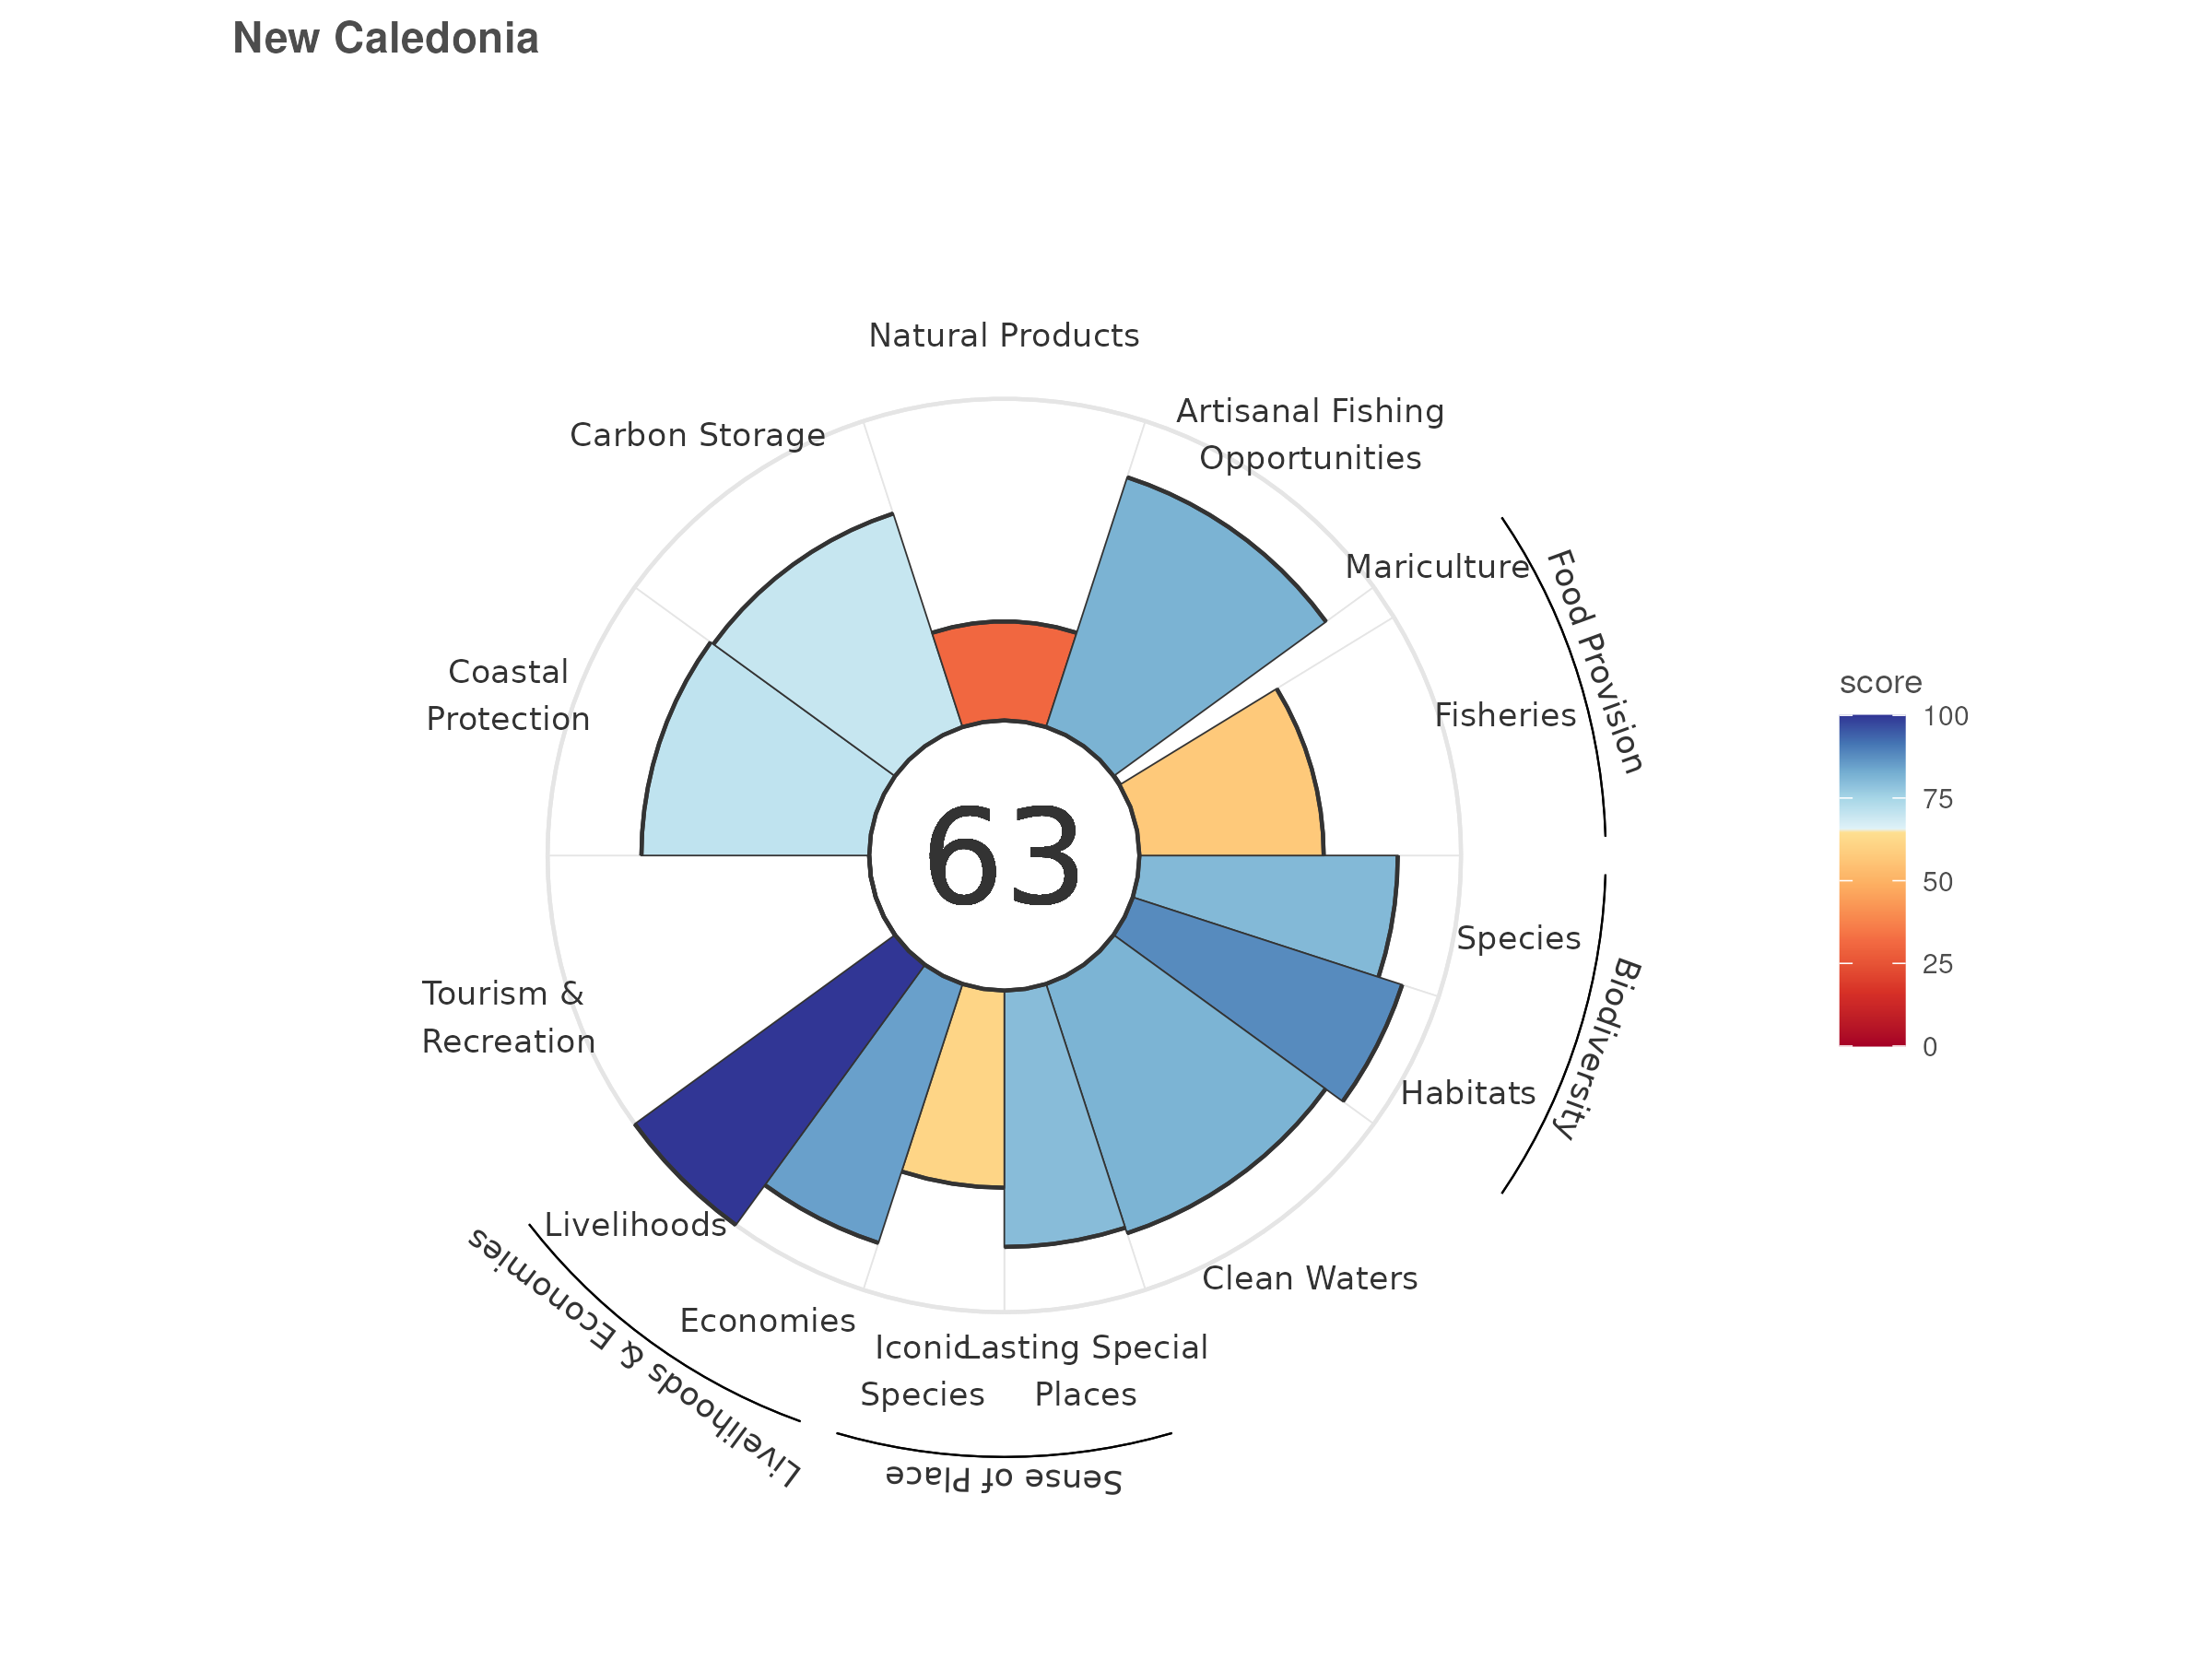 New Caledonia
Natural Products
Artisanal Fishing
Opportunities
Carbon Storage
Mariculture
Food Provision
Coastal
Protection
Fisheries
63
score
100
75
50
25
0
Species
Biodiversity
Tourism &
Recreation
Habitats
Livelihoods
Clean Waters
Economies
Livelihoods & Economies
Iconic
Species
Lasting Special
Places
Sense of Place